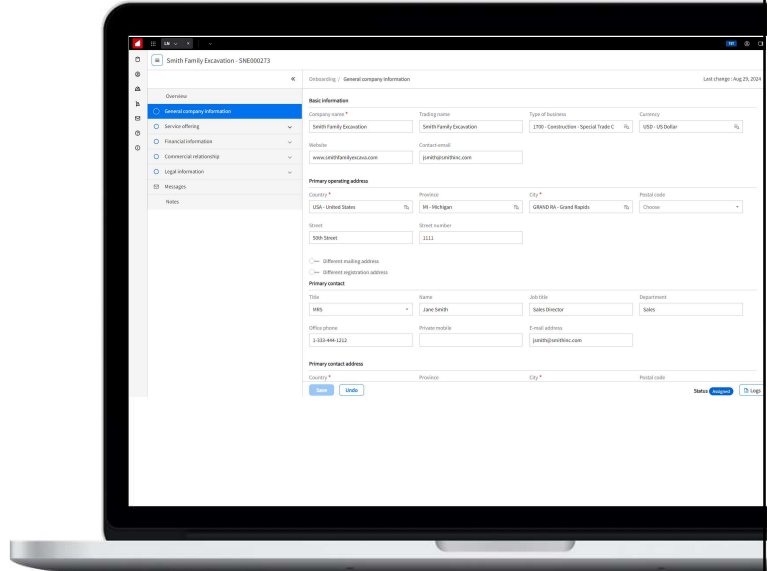 LN
TST
Smith Family Excavation - SNE000273
Onboarding / General company information
Last change : Aug 29, 2024
Overview
General company information
Service offering
Financial information
Commercial relationship
Legal information
Messages
Notes
Basic information
Company name * Trading name Type of business Currency
Smith Family Excavation Smith Family Excavation 1700 - Construction - Special Trade C USD - US Dollar
Website Contact-email
www.smithfamilyexcava.com jsmith@smithinc.com
Primary operating address
Country * Province City * Postal code
USA - United States MI - Michigan GRAND RA - Grand Rapids Choose
Street Street number
50th Street 1111
Different mailing address
Different registration address
Primary contact
Title Name Job title Department
MRS Jane Smith Sales Director Sales
Office phone Private mobile E-mail address
1-333-444-1212 jsmith@smithinc.com
Primary contact address
Country * Province City * Postal code
Save Undo Status Assigned Logs